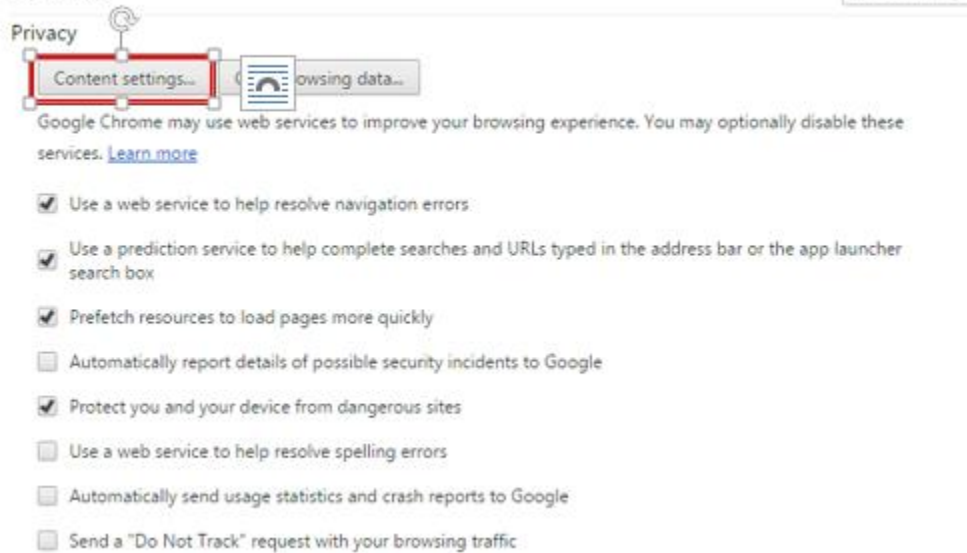 Privacy
Content settings...
owsing data...
Google Chrome may use web services to improve your browsing experience. You may optionally disable these
services. Learn more
Use a web service to help resolve navigation errors
Use a prediction service to help complete searches and URLs typed in the address bar or the app launcher
search box
Prefetch resources to load pages more quickly
Automatically report details of possible security incidents to Google
Protect you and your device from dangerous sites
Use a web service to help resolve spelling errors
Automatically send usage statistics and crash reports to Google
Send a "Do Not Track" request with your browsing traffic